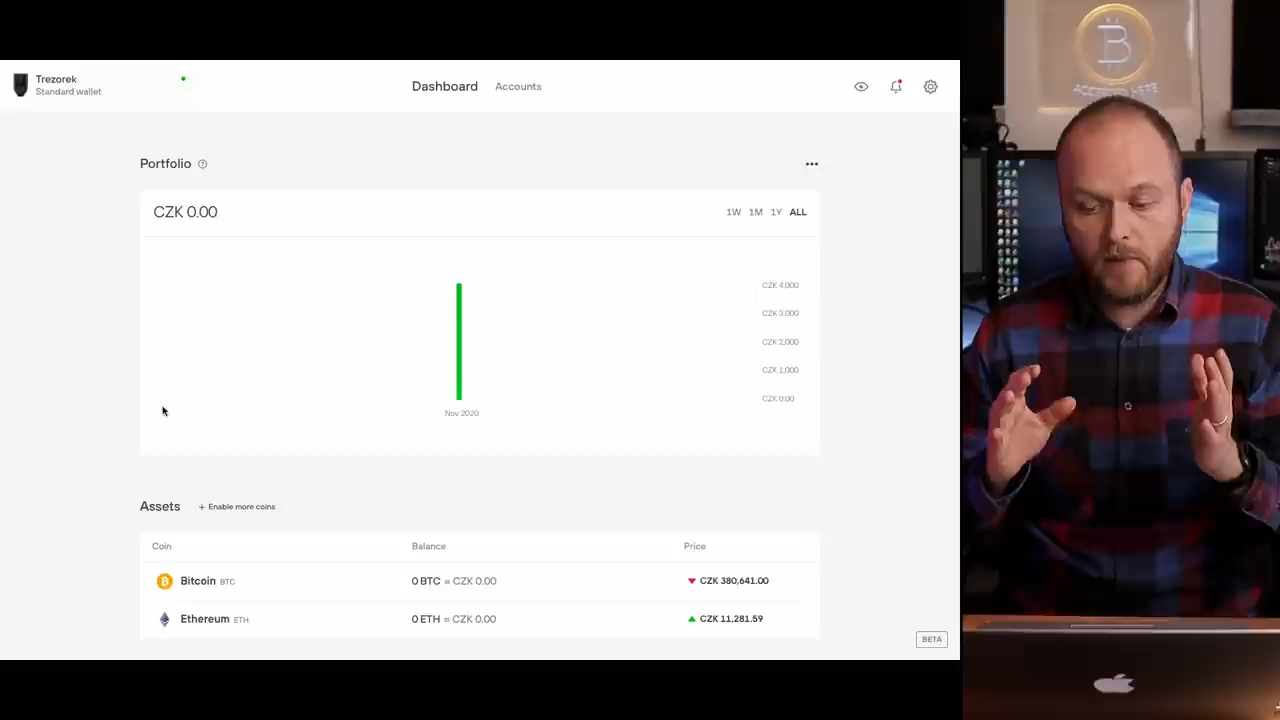 Trezorek
Standard wallet
Dashboard
Accounts
Portfolio
CZK 0.00
1W 1M 1Y ALL
CZK 4,000
CZK 3,000
CZK 2,000
CZK 1,000
CZK 0.00
Nov 2020
Assets
+ Enable more coins
Coin Balance Price
Bitcoin BTC 0 BTC ≈ CZK 0.00 CZK 380,641.00
Ethereum ETH 0 ETH ≈ CZK 0.00 CZK 11,281.59
BETA
ACCEPTED HERE